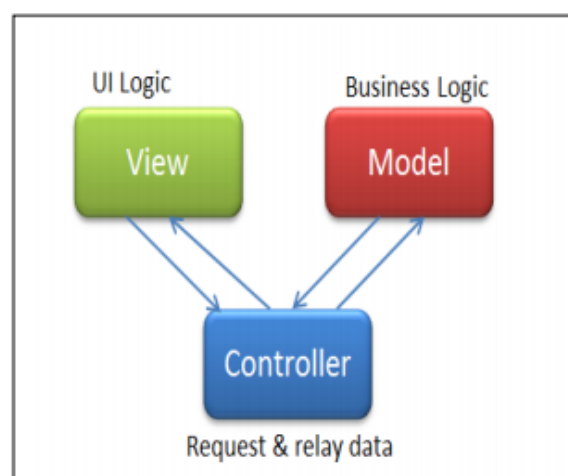 UI Logic
Business Logic
View
Model
Controller
Request & relay data